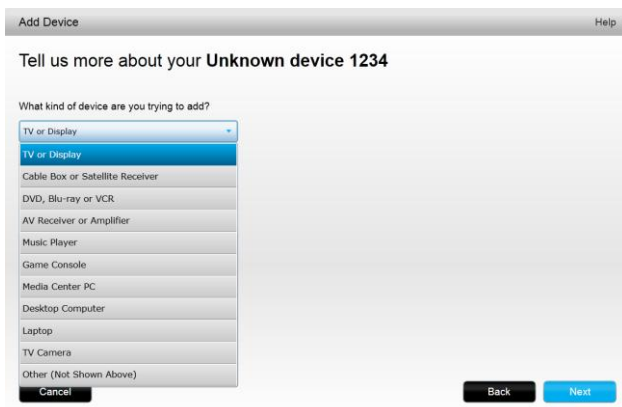 Add Device
Help
Tell us more about your Unknown device 1234
What kind of device are you trying to add?
TV or Display
TV or Display
Cable Box or Satellite Receiver
DVD, Blu-ray or VCR
AV Receiver or Amplifier
Music Player
Game Console
Media Center PC
Desktop Computer
Laptop
TV Camera
Other (Not Shown Above)
Cancel
Back
Next